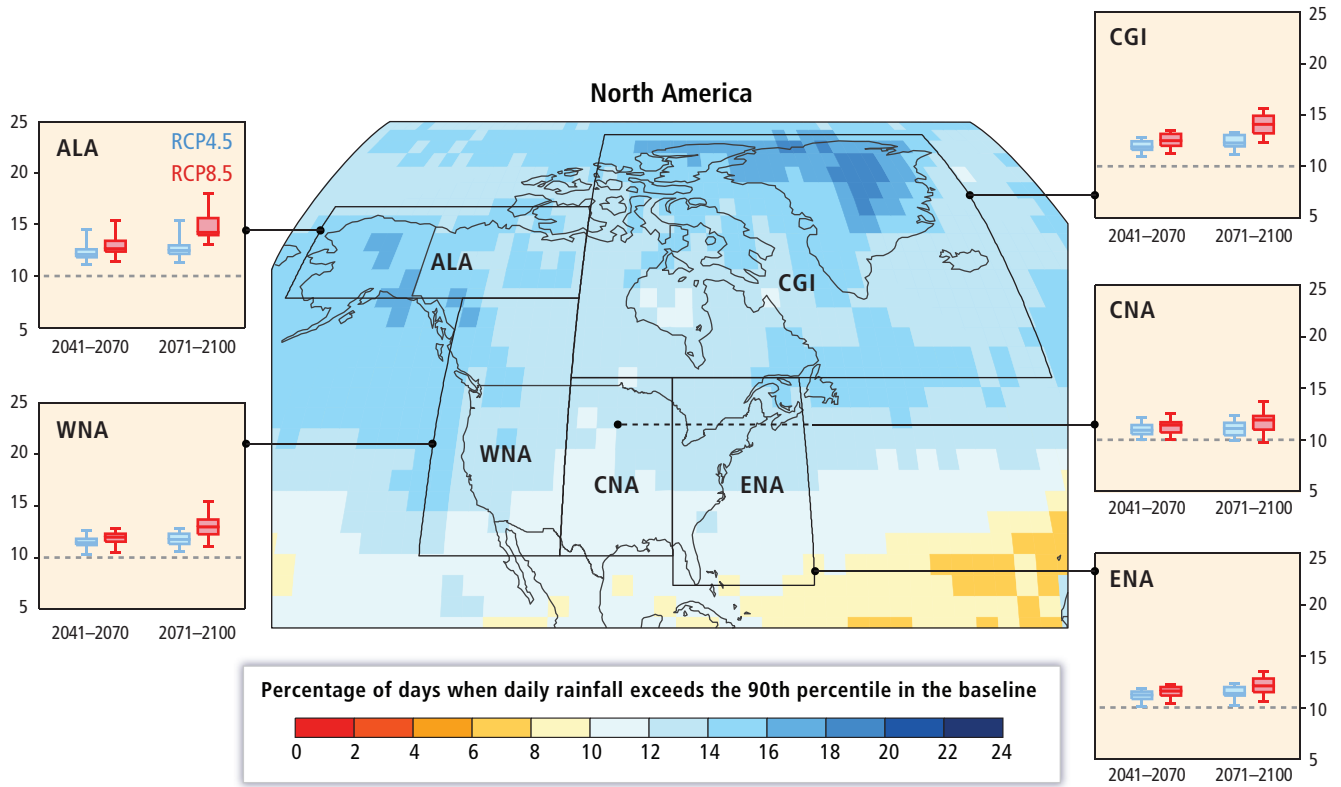 North America
25
20
15
10
5
ALA
RCP4.5
RCP8.5
2041–2070 2071–2100
25
20
15
10
5
WNA
2041–2070 2071–2100
ALA
CGI
WNA
CNA
ENA
CGI
25
20
15
10
5
2041–2070 2071–2100
CNA
25
20
15
10
5
2041–2070 2071–2100
ENA
25
20
15
10
5
2041–2070 2071–2100
Percentage of days when daily rainfall exceeds the 90th percentile in the baseline
0 2 4 6 8 10 12 14 16 18 20 22 24